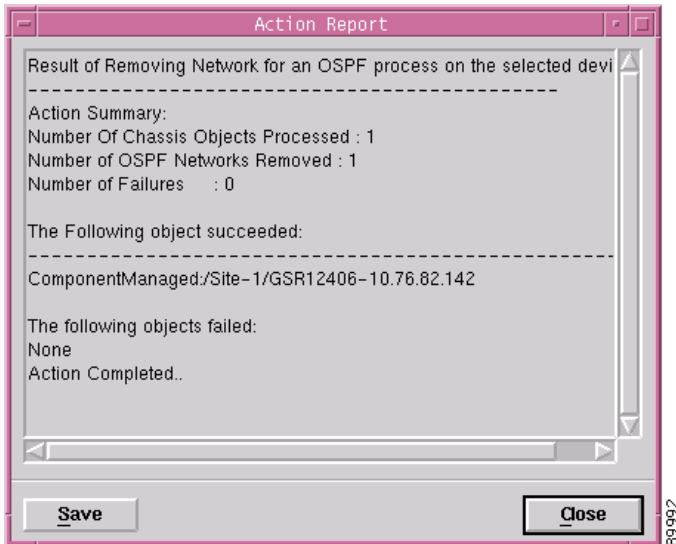 Action Report
Result of Removing Network for an OSPF process on the selected devi
------------------------------------------------
Action Summary:
Number Of Chassis Objects Processed : 1
Number of OSPF Networks Removed : 1
Number of Failures : 0
The Following object succeeded:
------------------------------------------------------
ComponentManaged:/Site-1/GSR12406-10.76.82.142
The following objects failed:
None
Action Completed..
Save
Close
89992